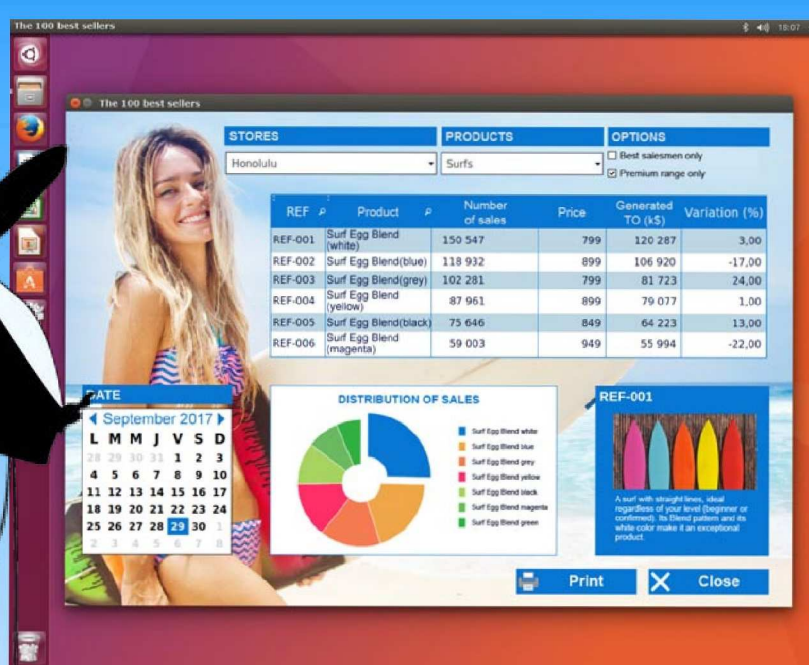 The 100 best sellers
18:07
The 100 best sellers
STORES
PRODUCTS
OPTIONS
Honolulu
Surfs
Best salesmen only
Premium range only
REF Product Number of sales Price Generated TO (k$) Variation (%)
REF-001 Surf Egg Blend (white) 150 547 799 120 287 3,00
REF-002 Surf Egg Blend(blue) 118 932 899 106 920 -17,00
REF-003 Surf Egg Blend(grey) 102 281 799 81 723 24,00
REF-004 Surf Egg Blend (yellow) 87 961 899 79 077 1,00
REF-005 Surf Egg Blend(black) 75 646 849 64 223 13,00
REF-006 Surf Egg Blend (magenta) 59 003 949 55 994 -22,00
DATE
September 2017
L M M J V S D
28 29 30 31 1 2 3
4 5 6 7 8 9 10
11 12 13 14 15 16 17
18 19 20 21 22 23 24
25 26 27 28 29 30 1
2 3 4 5 6 7 8
DISTRIBUTION OF SALES
Surf Egg Blend white
Surf Egg Blend blue
Surf Egg Blend grey
Surf Egg Blend yellow
Surf Egg Blend black
Surf Egg Blend magenta
Surf Egg Blend green
REF-001
A surf with straight lines, ideal
regardless of your level (beginner or
confirmed). Its Blend pattern and its
white color make it an exceptional
product.
Print
Close